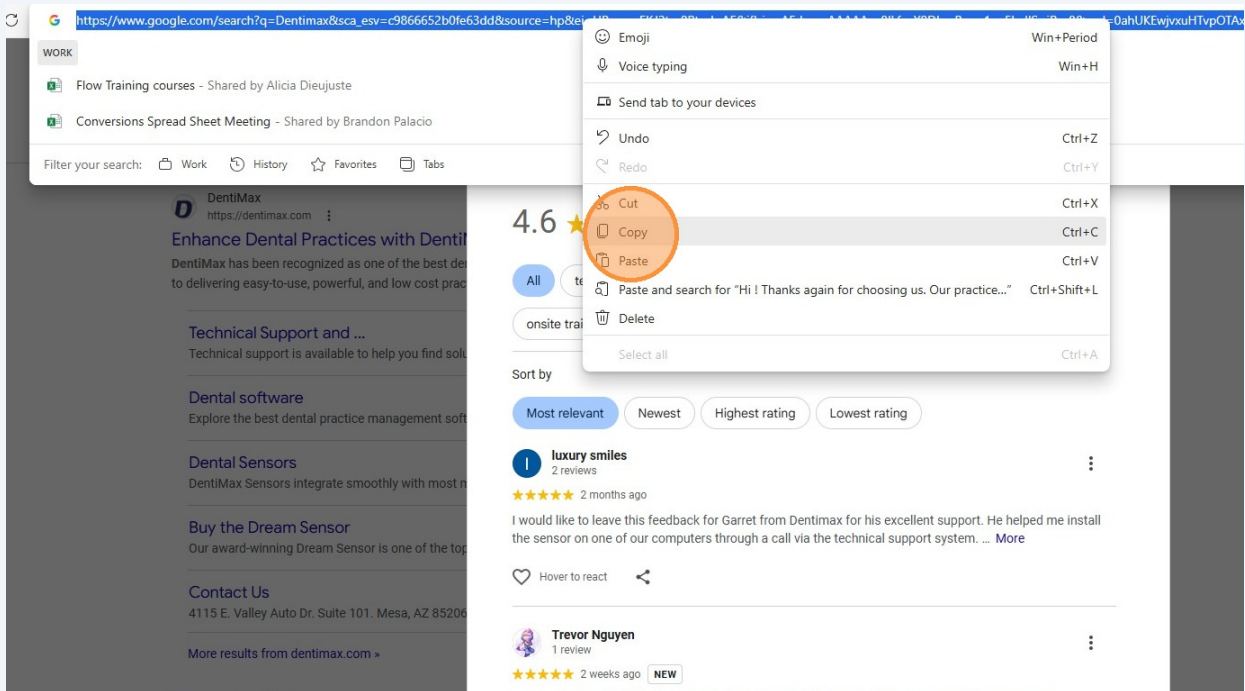 https://www.google.com/search?q=Dentimax&sca_esv=c9866652b0fe63dd&source=hp&ei
=0ahUKEwjvxuHTvpOTAx
WORK
Flow Training courses - Shared by Alicia Dieujuste
Conversions Spread Sheet Meeting - Shared by Brandon Palacio
Filter your search: Work History Favorites Tabs
Emoji Win+Period
Voice typing Win+H
Send tab to your devices
Undo Ctrl+Z
Redo Ctrl+Y
Cut Ctrl+X
Copy Ctrl+C
Paste Ctrl+V
Paste and search for “Hi ! Thanks again for choosing us. Our practice...” Ctrl+Shift+L
Delete
Select all Ctrl+A
DentiMax
https://dentimax.com
Enhance Dental Practices with
DentiMax has been recognized as one of the best
to delivering easy-to-use, powerful, and low cost
Technical Support and ...
Technical support is available to help you find
Dental software
Explore the best dental practice management
Dental Sensors
DentiMax Sensors integrate smoothly with most
Buy the Dream Sensor
Our award-winning Dream Sensor is one of the top
Contact Us
4115 E. Valley Auto Dr. Suite 101. Mesa, AZ 85206
More results from dentimax.com »
4.6
All
onsite
Sort by
Most relevant Newest Highest rating Lowest rating
I
luxury smiles
2 reviews
2 months ago
I would like to leave this feedback for Garret from Dentimax for his excellent support. He helped me install
the sensor on one of our computers through a call via the technical support system. ... More
Hover to react
Trevor Nguyen
1 review
2 weeks ago NEW